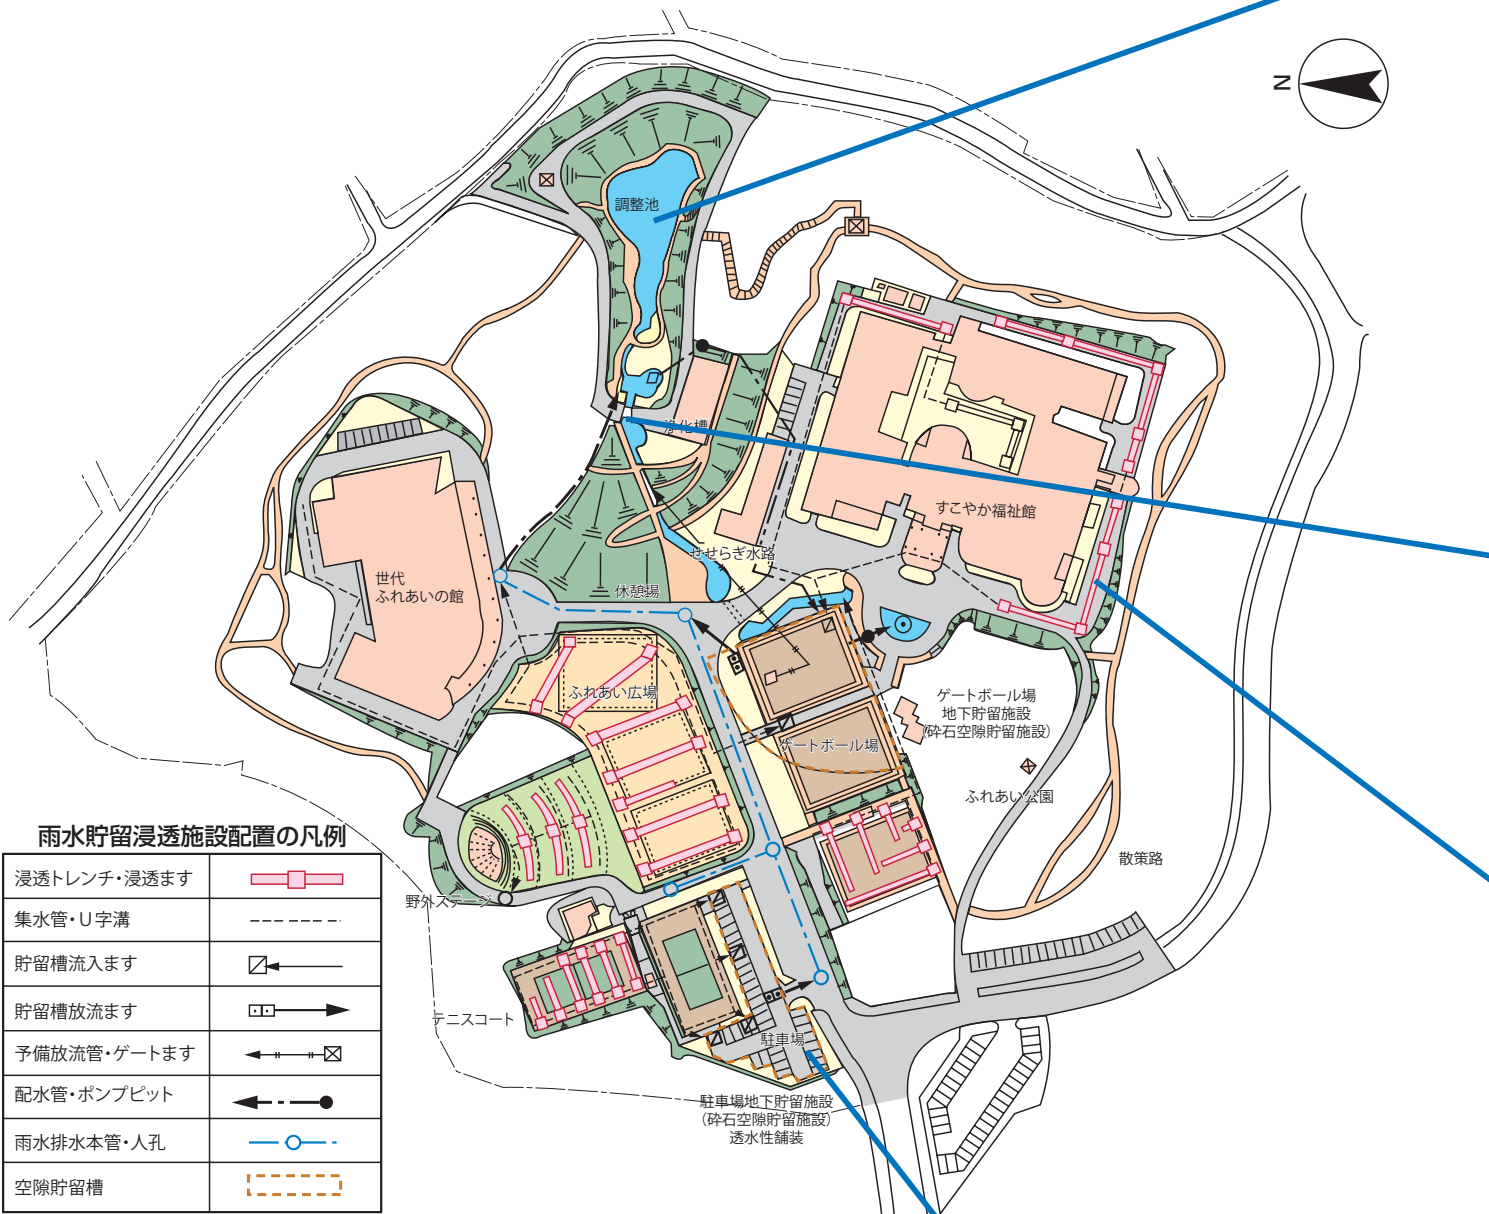 N
調整池
浄化槽
すこやか福祉館
せせらぎ水路
世代
ふれあいの館
休憩場
ふれあい広場
ゲートボール場
地下貯留施設
(砕石空隙貯留施設)
ゲートボール場
ふれあい公園
散策路
野外ステージ
テニスコート
駐車場
駐車場地下貯留施設
(砕石空隙貯留施設)
透水性舗装
雨水貯留浸透施設配置の凡例
浸透トレンチ・浸透ます
集水管・U字溝
貯留槽流入ます
貯留槽放流ます
予備放流管・ゲートます
配水管・ポンプピット
雨水排水本管・人孔
空隙貯留槽